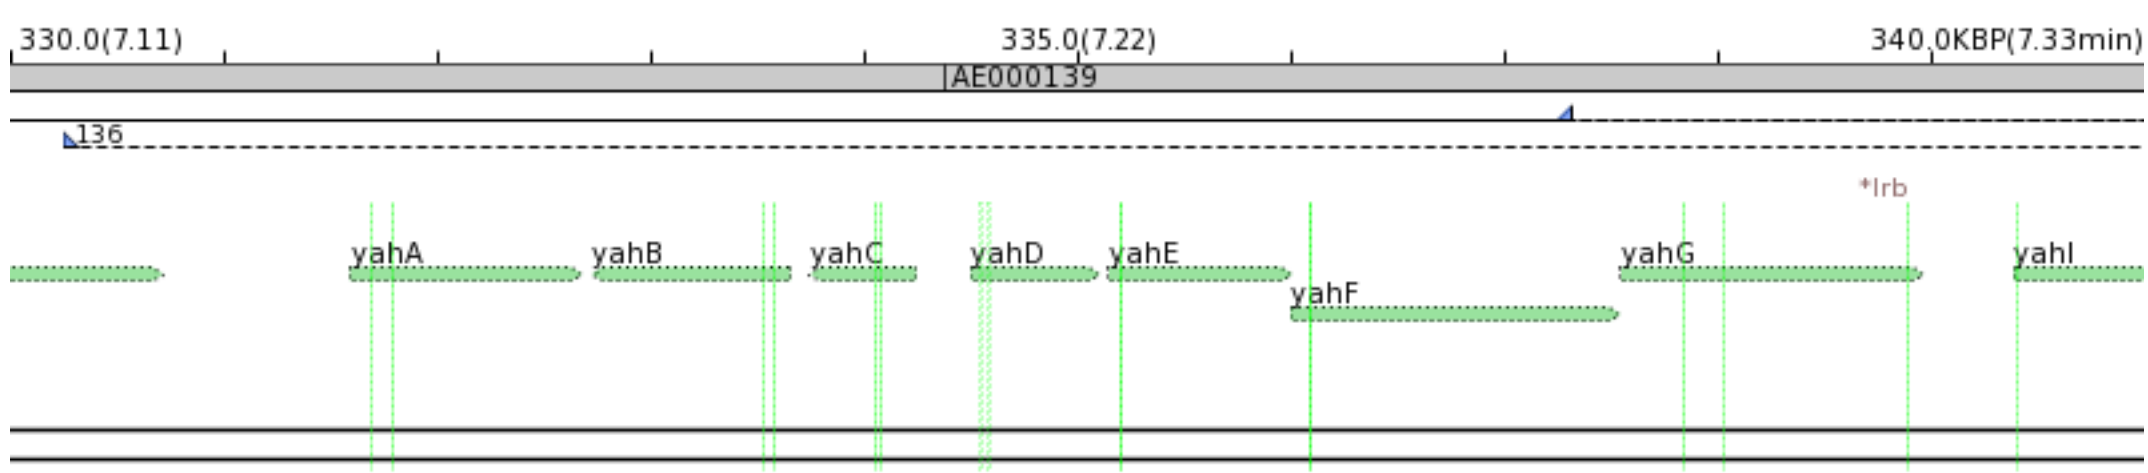 330.0(7.11) 335.0(7.22) 340.0KBP(7.33min)
|AE000139
136
*lrb
yahA yahB yahC yahD yahE yahG yahI
yahF